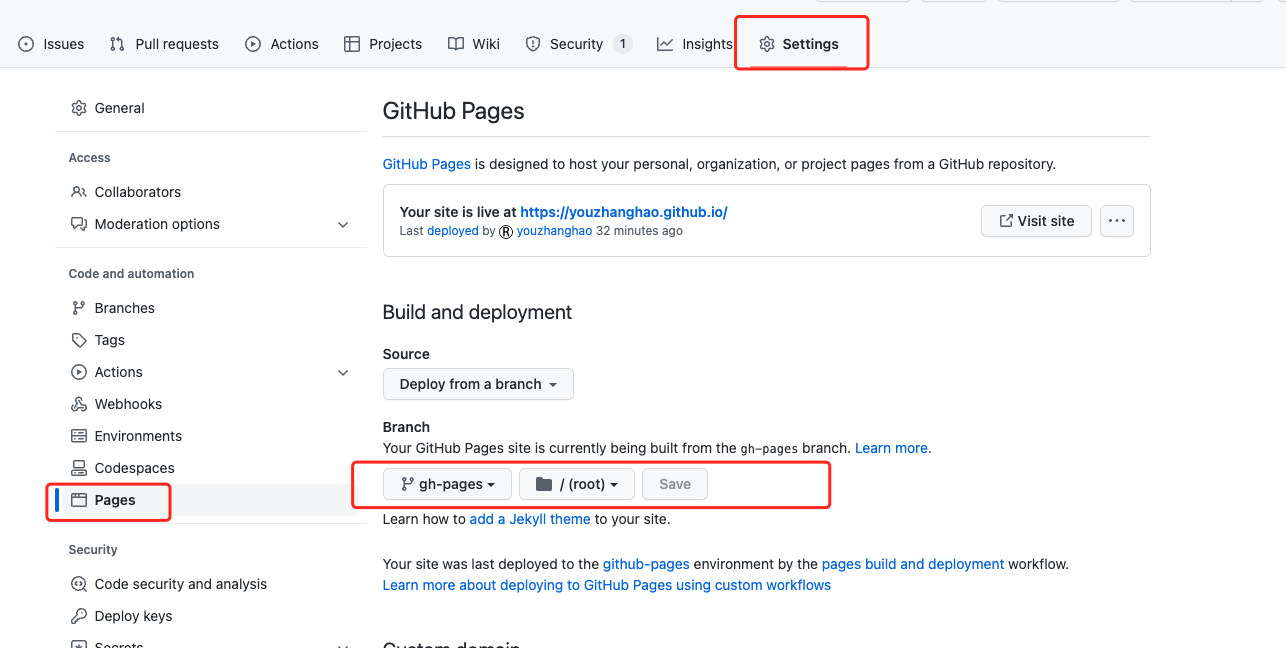 Issues Pull requests Actions Projects Wiki Security 1 Insights Settings
General
Access
Collaborators
Moderation options
Code and automation
Branches
Tags
Actions
Webhooks
Environments
Codespaces
Pages
Security
Code security and analysis
Deploy keys
Secrets
GitHub Pages
GitHub Pages is designed to host your personal, organization, or project pages from a GitHub repository.
Your site is live at https://youzhanghao.github.io/
Last deployed by R youzhanghao 32 minutes ago
Visit site
Build and deployment
Source
Deploy from a branch
Branch
Your GitHub Pages site is currently being built from the gh-pages branch. Learn more.
gh-pages / (root) Save
Learn how to add a Jekyll theme to your site.
Your site was last deployed to the github-pages environment by the pages build and deployment workflow.
Learn more about deploying to GitHub Pages using custom workflows
Custom domain